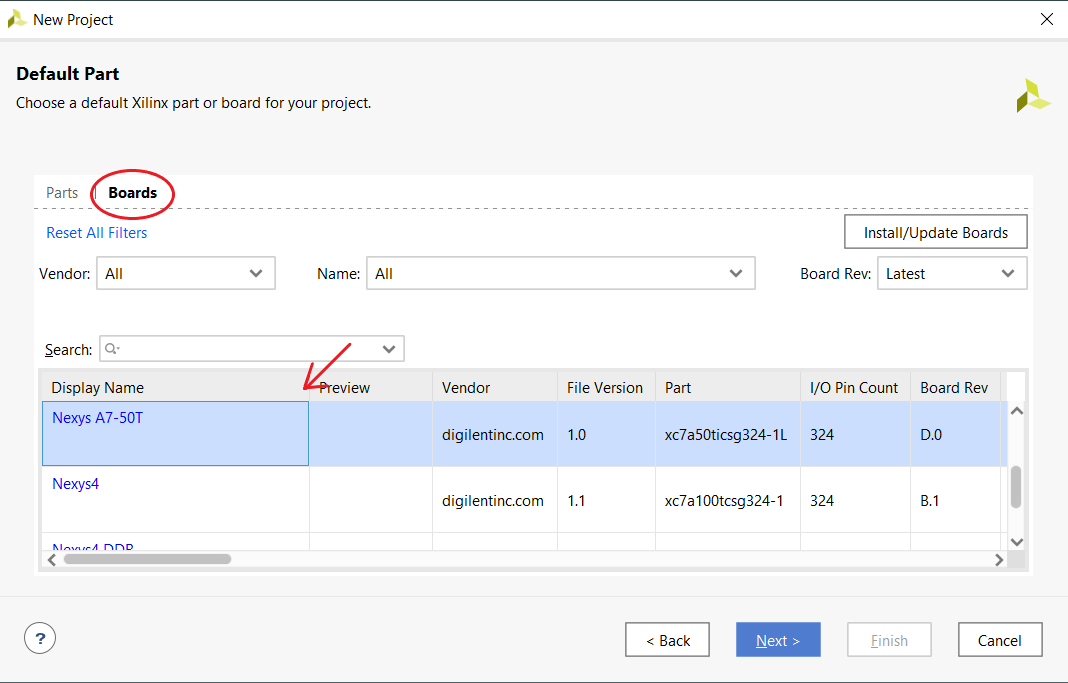 New Project
Default Part
Choose a default Xilinx part or board for your project.
Parts Boards
Reset All Filters Install/Update Boards
Vendor: All Name: All Board Rev: Latest
Search:
Display Name Preview Vendor File Version Part I/O Pin Count Board Rev
Nexys A7-50T digilentinc.com 1.0 xc7a50ticsg324-1L 324 D.0
Nexys4 digilentinc.com 1.1 xc7a100tcsg324-1 324 B.1
Nexys4 DDR
? < Back Next > Finish Cancel